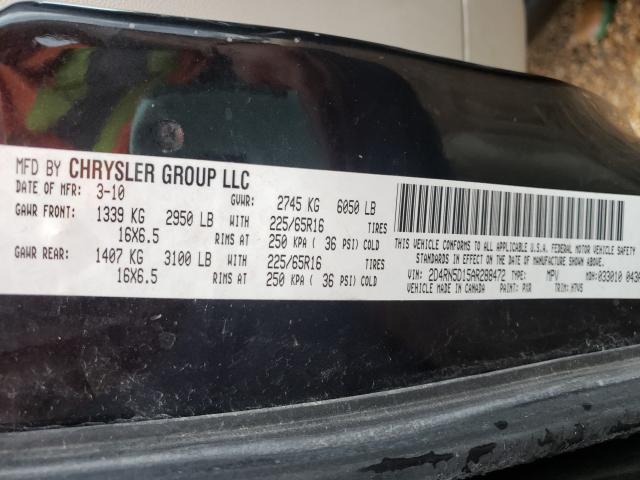 MFD BY CHRYSLER GROUP LLC
DATE OF MFR: 3-10 GVWR: 2745 KG 6050 LB
GAWR FRONT: 1339 KG 2950 LB WITH 225/65R16 TIRES
16X6.5 RIMS AT 250 KPA ( 36 PSI) COLD
GAWR REAR: 1407 KG 3100 LB WITH 225/65R16 TIRES
16X6.5 RIMS AT 250 KPA ( 36 PSI) COLD
THIS VEHICLE CONFORMS TO ALL APPLICABLE U.S.A. FEDERAL MOTOR VEHICLE SAFETY
STANDARDS IN EFFECT ON THE DATE OF MANUFACTURE SHOWN ABOVE.
VIN: 2D4RN5D15AR288472 TYPE: MPV MDH: 033010
VEHICLE MADE IN CANADA PAINT: PXR TRIM: